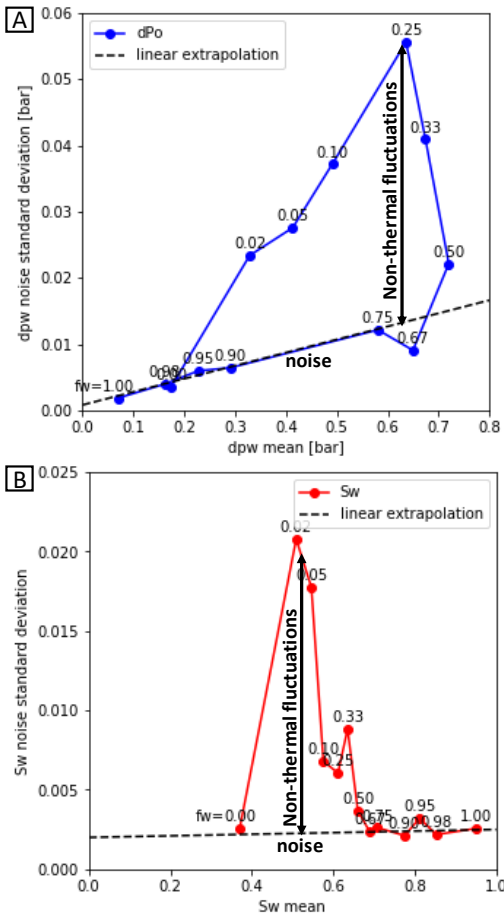 A
0.06
0.05
0.04
0.03
0.02
0.01
0.00
dpw noise standard deviation [bar]
dPo
linear extrapolation
0.25
0.33
0.10
0.05
0.02
0.50
0.75
0.67
0.95 0.90
0.98
fw=1.00
Non-thermal fluctuations
noise
0.0 0.1 0.2 0.3 0.4 0.5 0.6 0.7 0.8
dpw mean [bar]
B
0.025
0.020
0.015
0.010
0.005
0.000
Sw noise standard deviation
Sw
linear extrapolation
0.02
0.05
0.33
0.10
0.25
0.50
0.67
0.75
0.95
0.90
0.98
1.00
fw=0.00
Non-thermal fluctuations
noise
0.0 0.2 0.4 0.6 0.8 1.0
Sw mean